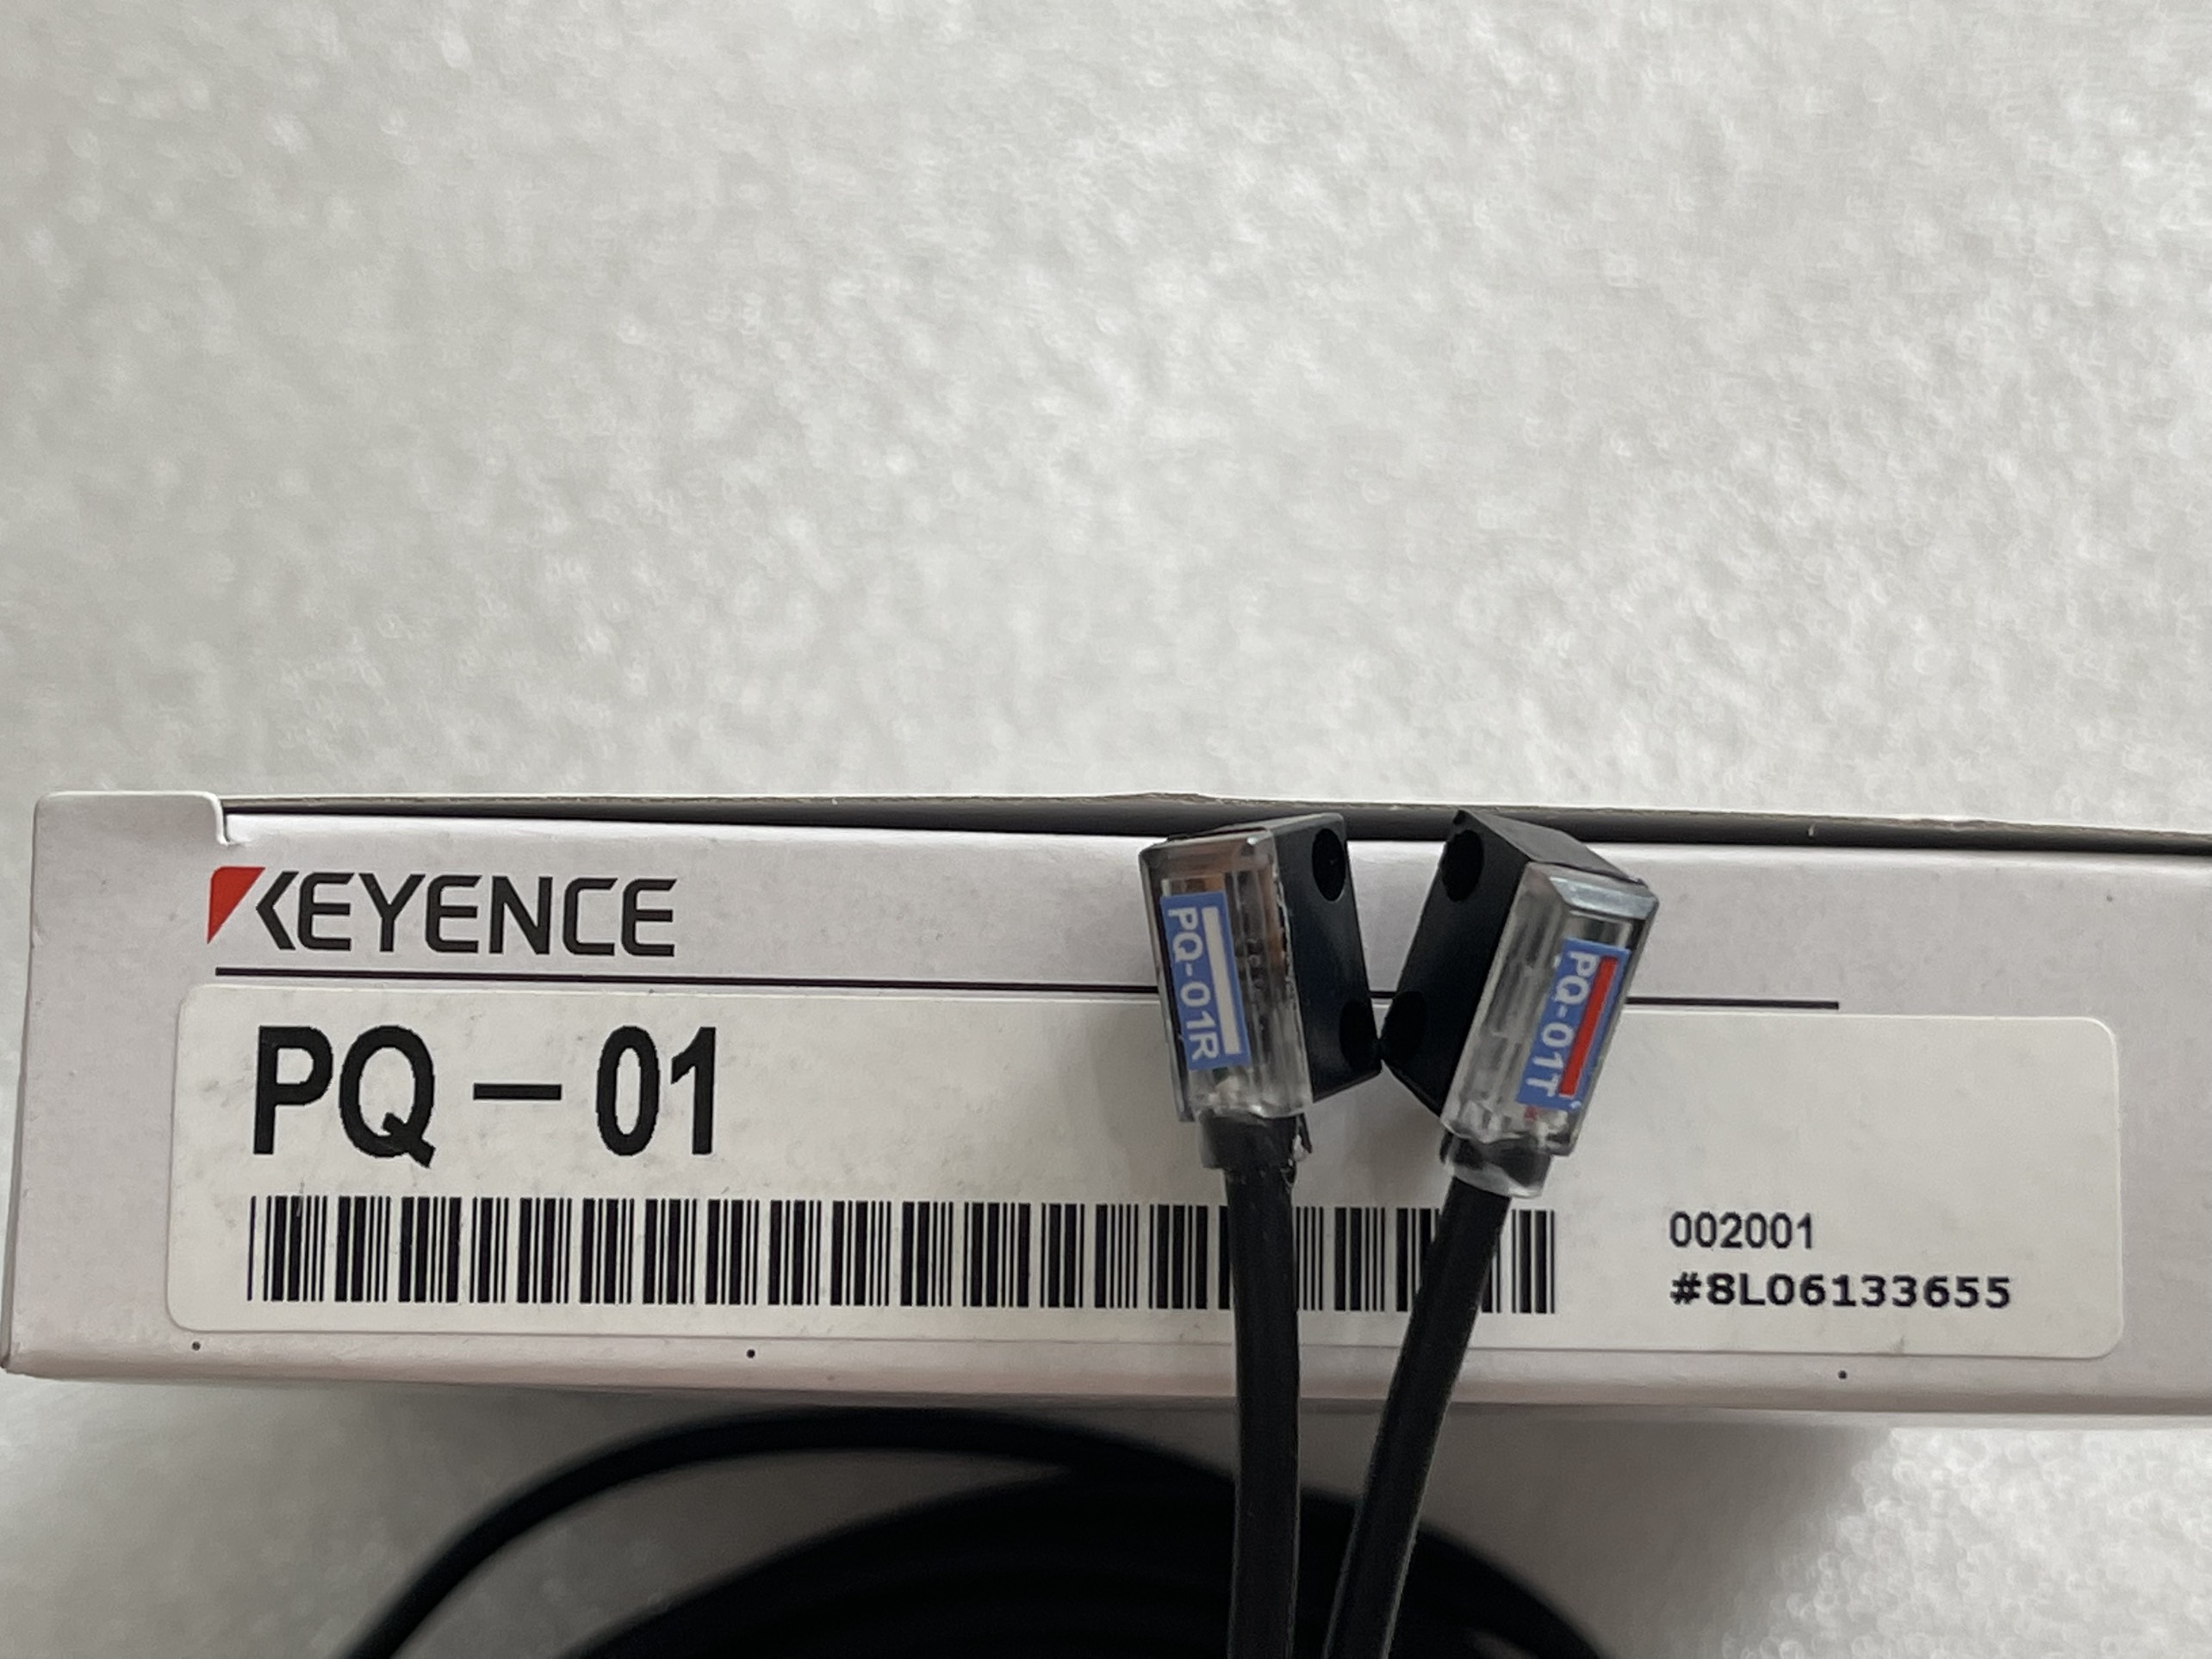 KEYENCE
PQ-01
002001
#8L06133655
PQ-01R
PQ-01T